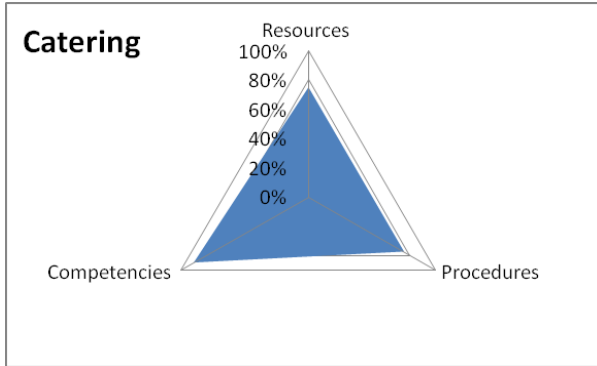 Catering
Resources
100%
80%
60%
40%
20%
0%
Competencies
Procedures